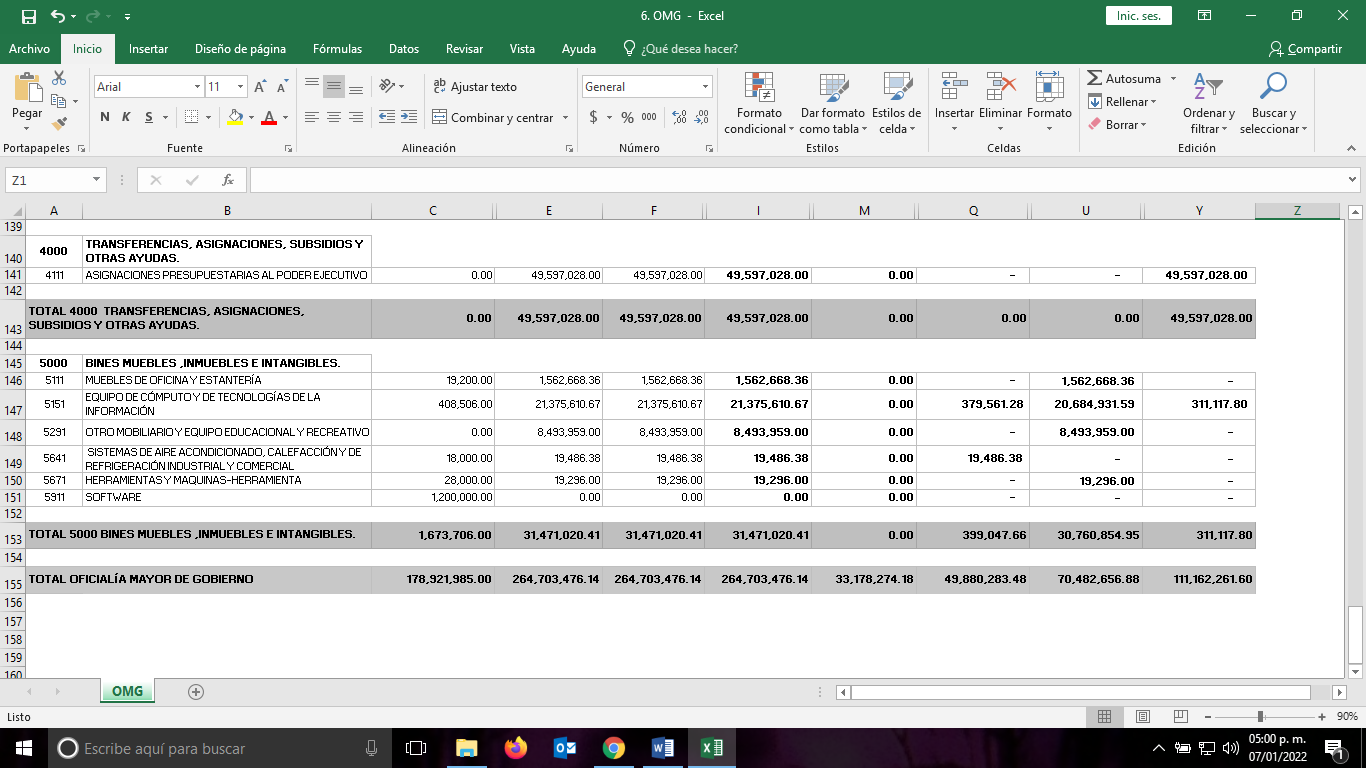 6. OMG - Excel
Inic. ses.
Archivo Inicio Insertar Diseño de página Fórmulas Datos Revisar Vista Ayuda ¿Qué desea hacer? Compartir
Pegar
Arial 11
N K S
Ajustar texto
Combinar y centrar
General
$ % 000
Formato condicional
Dar formato como tabla
Estilos de celda
Insertar Eliminar Formato
Autosuma
Rellenar
Borrar
Ordenar y filtrar
Buscar y seleccionar
Portapapeles Fuente Alineación Número Estilos Celdas Edición
Z1 fx
A B C E F I M Q U Y Z
139
140 4000 TRANSFERENCIAS, ASIGNACIONES, SUBSIDIOS Y
OTRAS AYUDAS.
141 4111 ASIGNACIONES PRESUPUESTARIAS AL PODER EJECUTIVO 0.00 49,597,028.00 49,597,028.00 49,597,028.00 0.00 – – 49,597,028.00
142
143 TOTAL 4000 TRANSFERENCIAS, ASIGNACIONES,
SUBSIDIOS Y OTRAS AYUDAS. 0.00 49,597,028.00 49,597,028.00 49,597,028.00 0.00 0.00 0.00 49,597,028.00
144
145 5000 BINES MUEBLES ,INMUEBLES E INTANGIBLES.
146 5111 MUEBLES DE OFICINA Y ESTANTERÍA 19,200.00 1,562,668.36 1,562,668.36 1,562,668.36 0.00 – 1,562,668.36 –
147 5151 EQUIPO DE CÓMPUTO Y DE TECNOLOGÍAS DE LA
INFORMACIÓN 408,506.00 21,375,610.67 21,375,610.67 21,375,610.67 0.00 379,561.28 20,684,931.59 311,117.80
148 5291 OTRO MOBILIARIO Y EQUIPO EDUCACIONAL Y RECREATIVO 0.00 8,493,959.00 8,493,959.00 8,493,959.00 0.00 – 8,493,959.00 –
149 5641 SISTEMAS DE AIRE ACONDICIONADO, CALEFACCIÓN Y DE
REFRIGERACIÓN INDUSTRIAL Y COMERCIAL 18,000.00 19,486.38 19,486.38 19,486.38 0.00 19,486.38 – –
150 5671 HERRAMIENTAS Y MAQUINAS-HERRAMIENTA 28,000.00 19,296.00 19,296.00 19,296.00 0.00 – 19,296.00 –
151 5911 SOFTWARE 1,200,000.00 0.00 0.00 0.00 0.00 – – –
152
153 TOTAL 5000 BINES MUEBLES ,INMUEBLES E INTANGIBLES. 1,673,706.00 31,471,020.41 31,471,020.41 31,471,020.41 0.00 399,047.66 30,760,854.95 311,117.80
154
155 TOTAL OFICIALÍA MAYOR DE GOBIERNO 178,921,985.00 264,703,476.14 264,703,476.14 264,703,476.14 33,178,274.18 49,880,283.48 70,482,656.88 111,162,261.60
156
157
158
159
160
OMG
Listo 90%
Escribe aquí para buscar
05:00 p. m.
07/01/2022
1